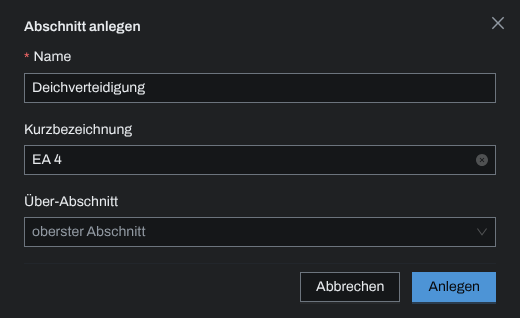 Abschnitt anlegen
* Name
Deichverteidigung
Kurzbezeichnung
EA 4
Über-Abschnitt
oberster Abschnitt
Abbrechen Anlegen